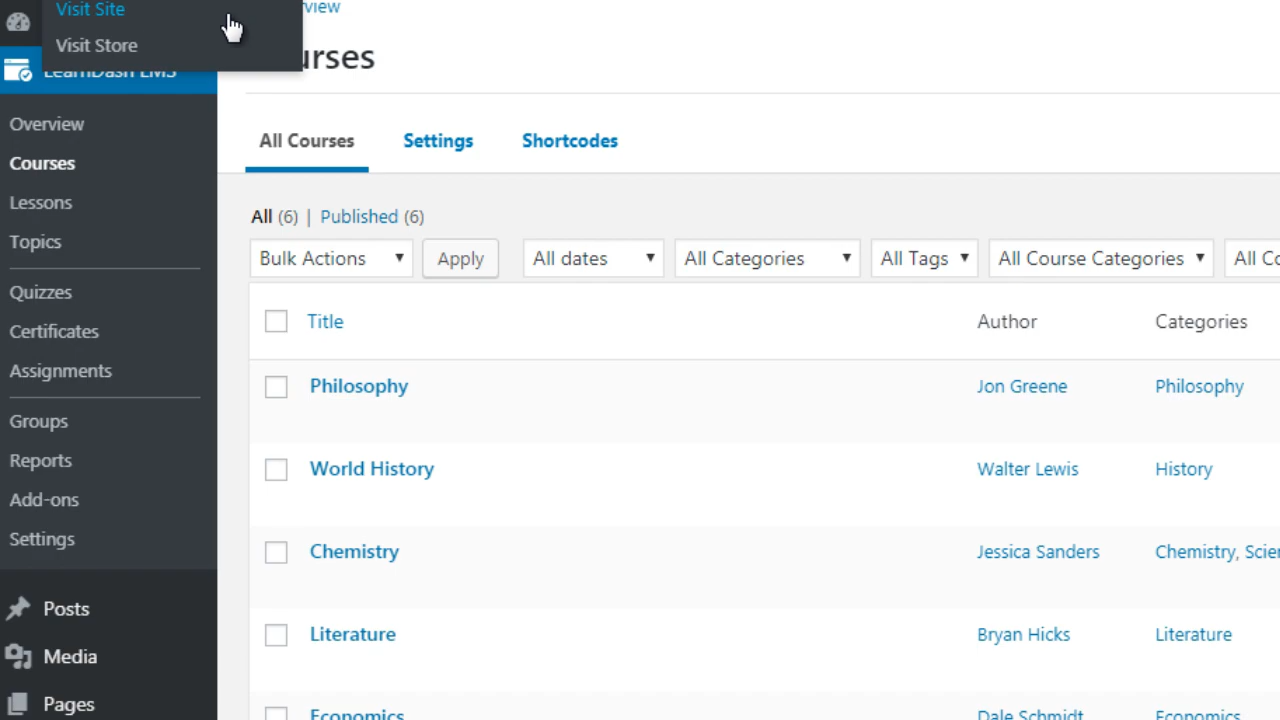 Visit Site
Visit Store
LearnDash LMS
Overview
Courses
Lessons
Topics
Quizzes
Certificates
Assignments
Groups
Reports
Add-ons
Settings
Posts
Media
Pages
view
urses
All Courses Settings Shortcodes
All (6) | Published (6)
Bulk Actions Apply All dates All Categories All Tags All Course Categories All Co
Title Author Categories
Philosophy Jon Greene Philosophy
World History Walter Lewis History
Chemistry Jessica Sanders Chemistry, Scien
Literature Bryan Hicks Literature
Economics Dale Schmidt Economics